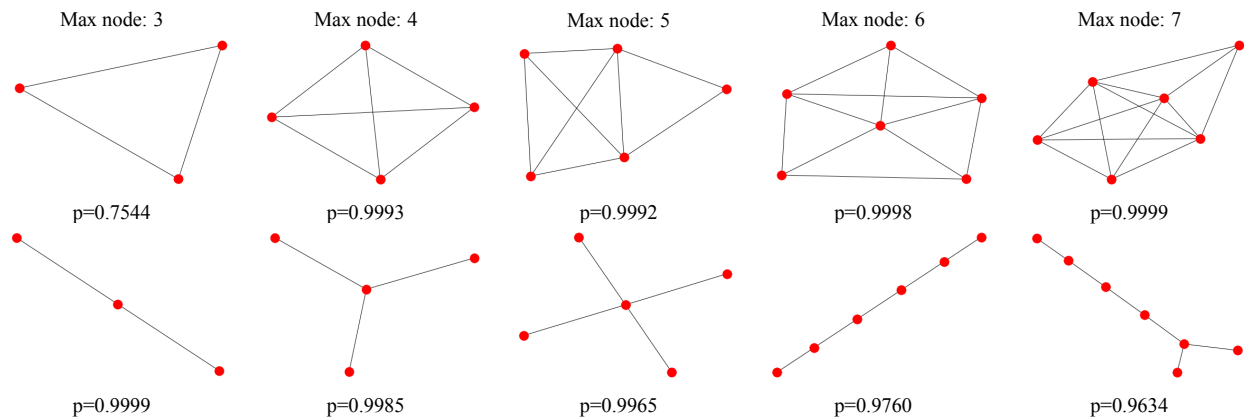 Max node: 3 Max node: 4 Max node: 5 Max node: 6 Max node: 7
p=0.7544 p=0.9993 p=0.9992 p=0.9998 p=0.9999
p=0.9999 p=0.9985 p=0.9965 p=0.9760 p=0.9634